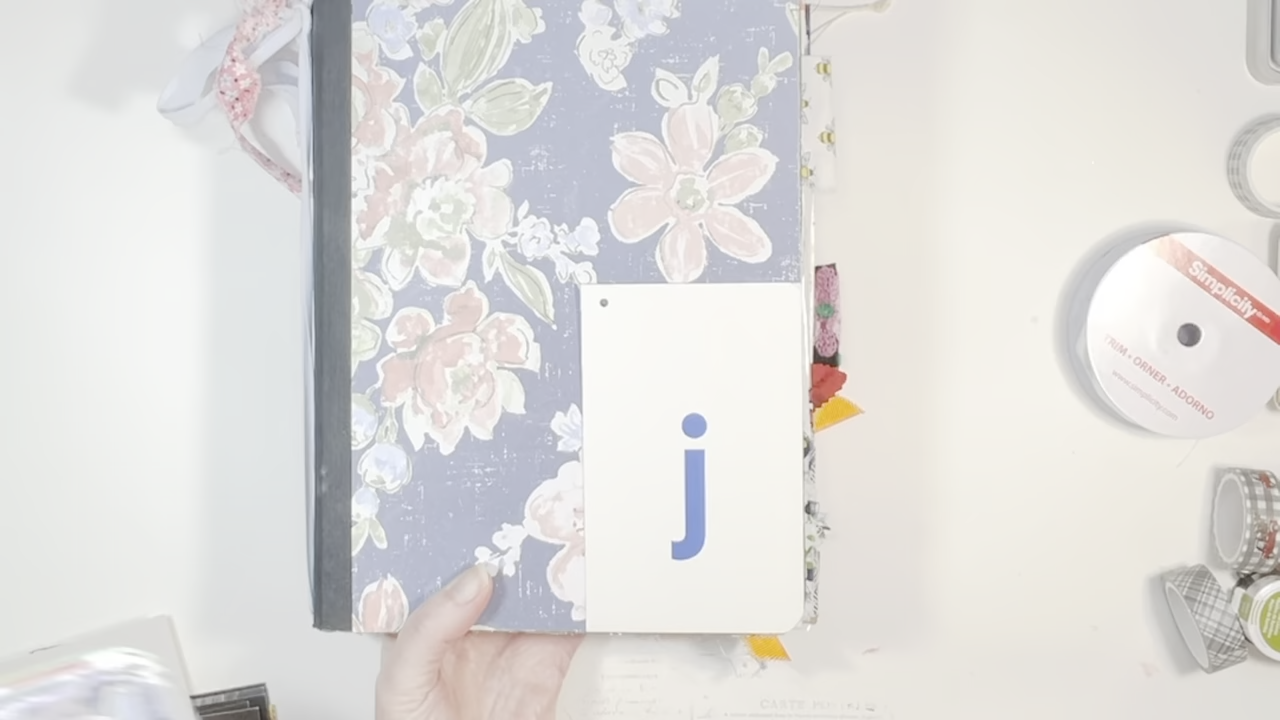 j
Simplicity
TRIM • ORNER • ADORNO
www.simplicity.com
CARTE POSTALE